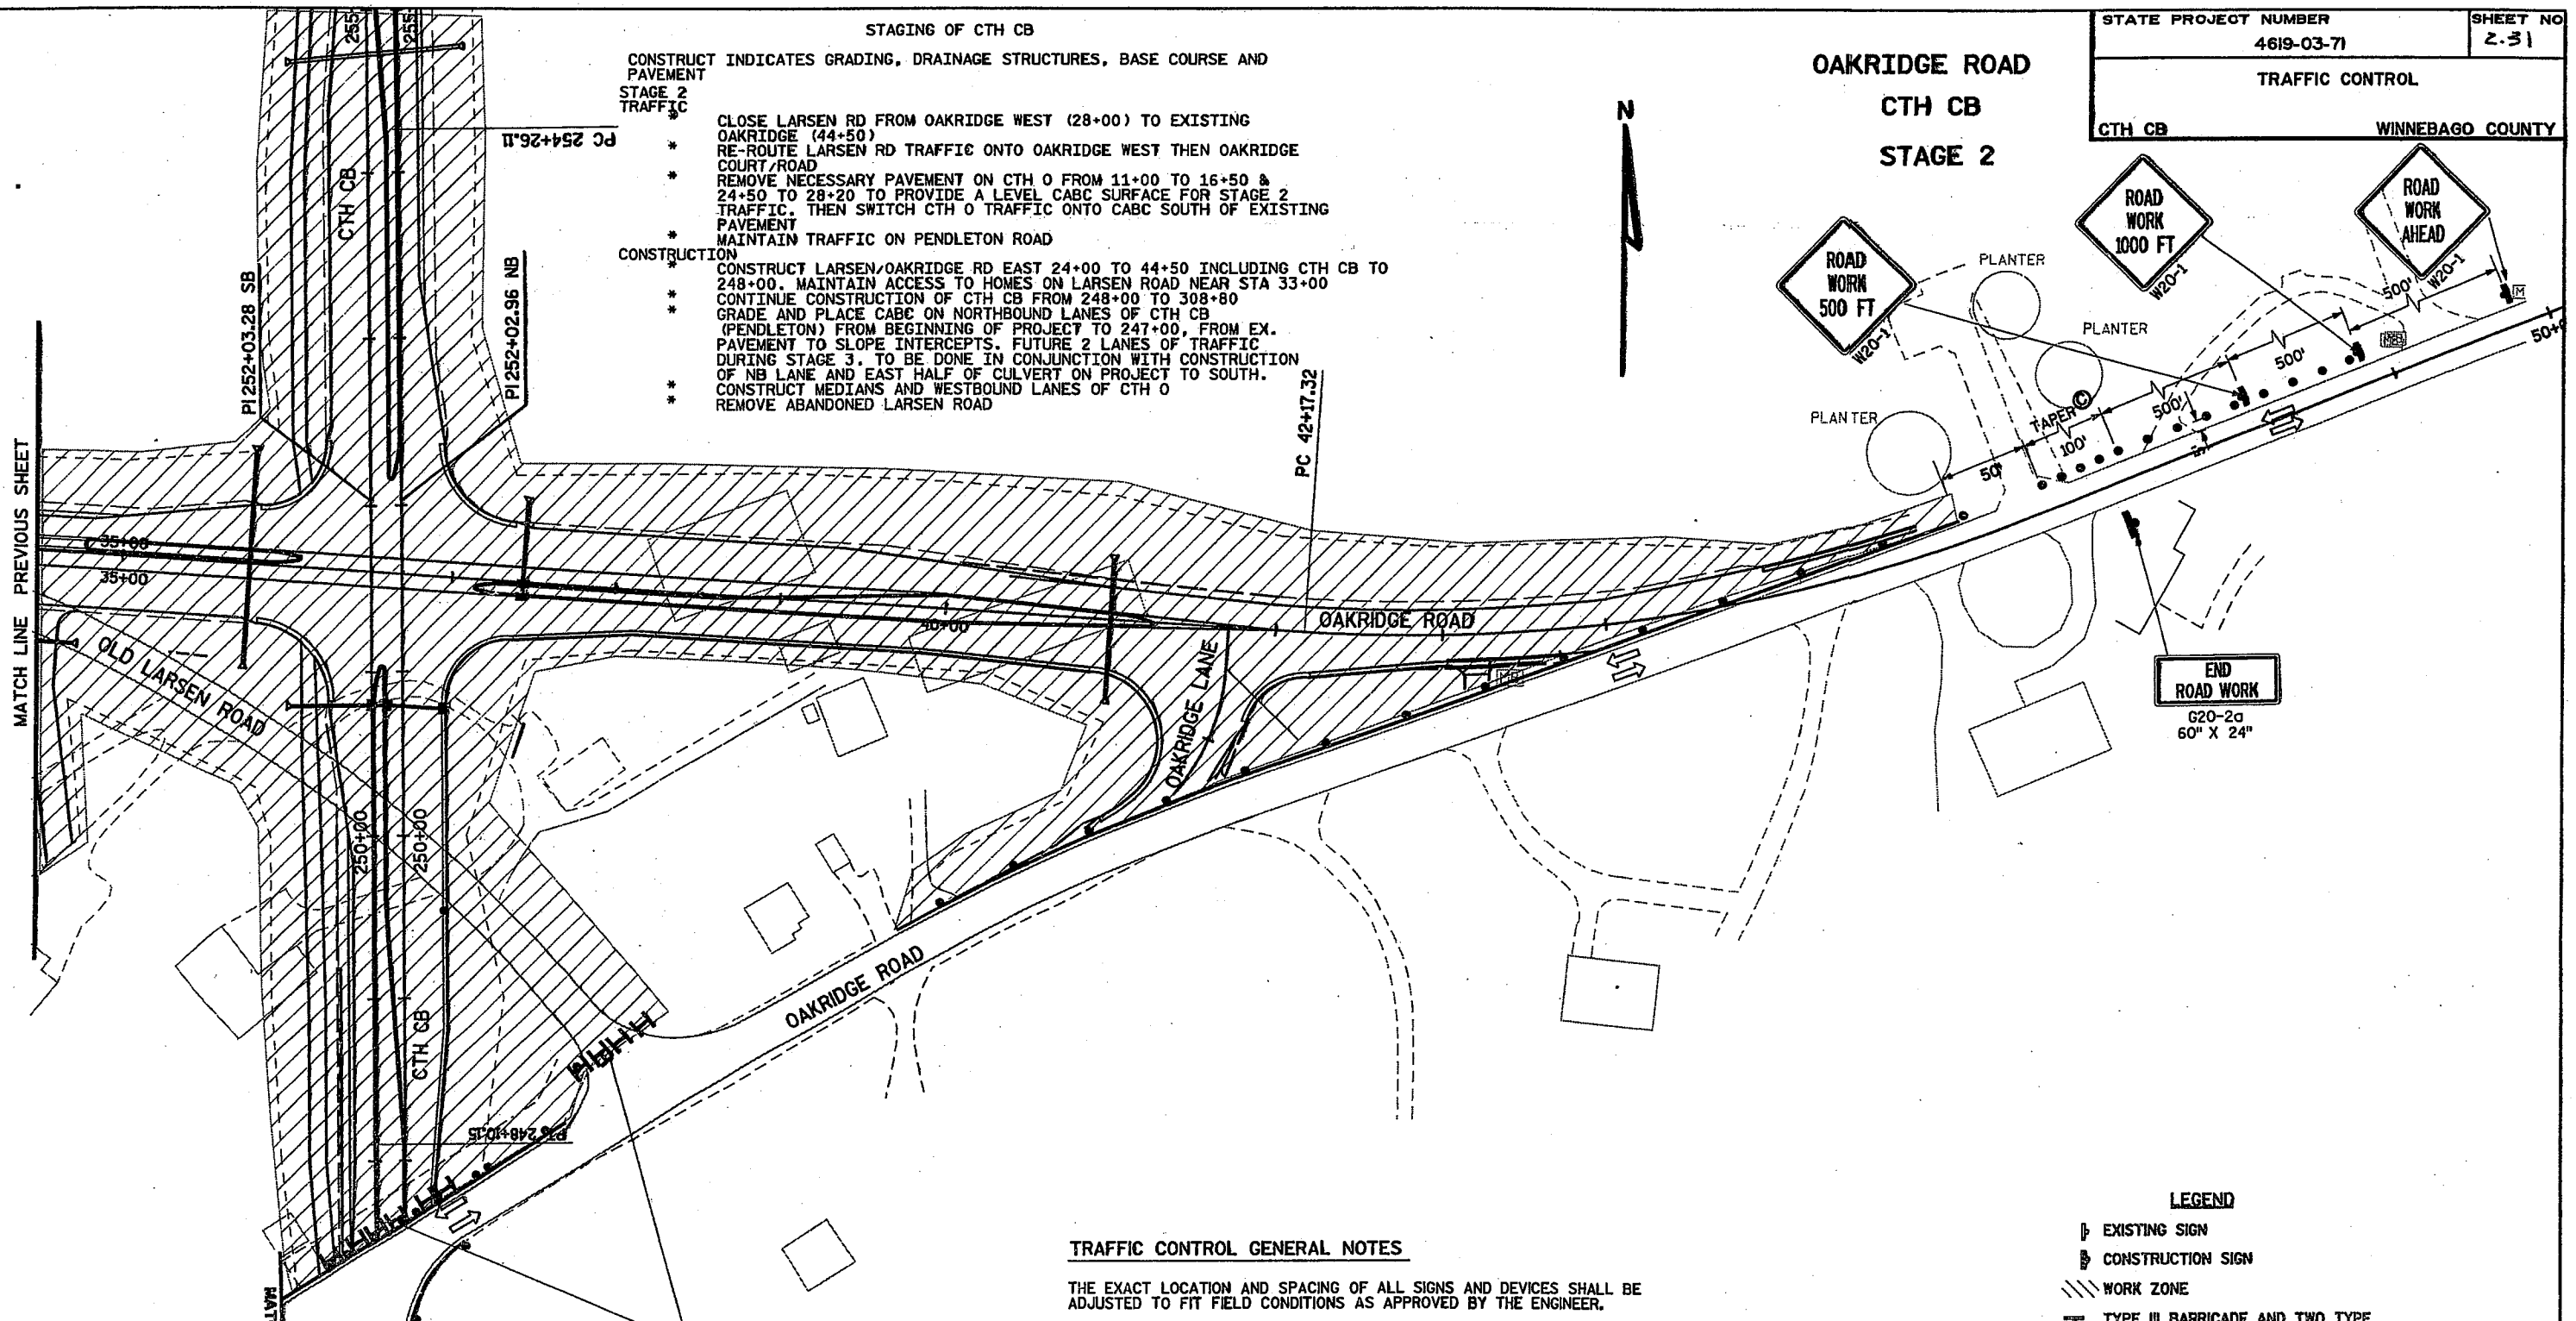 STAGING OF CTH CB
CONSTRUCT INDICATES GRADING, DRAINAGE STRUCTURES, BASE COURSE AND
PAVEMENT
STAGE 2
TRAFFIC
* CLOSE LARSEN RD FROM OAKRIDGE WEST (28+00) TO EXISTING
OAKRIDGE (44+50)
* RE-ROUTE LARSEN RD TRAFFIC ONTO OAKRIDGE WEST THEN OAKRIDGE
COURT/ROAD
* REMOVE NECESSARY PAVEMENT ON CTH O FROM 11+00 TO 16+50 &
24+50 TO 28+20 TO PROVIDE A LEVEL CABC SURFACE FOR STAGE 2
TRAFFIC. THEN SWITCH CTH O TRAFFIC ONTO CABC SOUTH OF EXISTING
PAVEMENT
* MAINTAIN TRAFFIC ON PENDLETON ROAD
CONSTRUCTION
* CONSTRUCT LARSEN/OAKRIDGE RD EAST 24+00 TO 44+50 INCLUDING CTH CB TO
248+00. MAINTAIN ACCESS TO HOMES ON LARSEN ROAD NEAR STA 33+00
* CONTINUE CONSTRUCTION OF CTH CB FROM 248+00 TO 308+80
* GRADE AND PLACE CABC ON NORTHBOUND LANES OF CTH CB
(PENDLETON) FROM BEGINNING OF PROJECT TO 247+00, FROM EX.
PAVEMENT TO SLOPE INTERCEPTS. FUTURE 2 LANES OF TRAFFIC
DURING STAGE 3. TO BE DONE IN CONJUNCTION WITH CONSTRUCTION
OF NB LANE AND EAST HALF OF CULVERT ON PROJECT TO SOUTH.
* CONSTRUCT MEDIANS AND WESTBOUND LANES OF CTH O
* REMOVE ABANDONED LARSEN ROAD
OAKRIDGE ROAD
CTH CB
STAGE 2
STATE PROJECT NUMBER
4619-03-71
SHEET NO
2.31
TRAFFIC CONTROL
CTH CB
WINNEBAGO COUNTY
N
ROAD
WORK
500 FT
W20-1
ROAD
WORK
1000 FT
W20-1
ROAD
WORK
AHEAD
W20-1
PLANTER
PLANTER
PLANTER
500'
500'
500'
TAPER C
100'
50'
50+
M
255
255
PC 254+26.11
CTH CB
PI 252+03.28 SB
PI 252+02.96 NB
PC 42+17.32
MATCH LINE PREVIOUS SHEET
35+00
35+00
40+00
OAKRIDGE ROAD
OAKRIDGE LANE
OLD LARSEN ROAD
250+00
250+00
CTH CB
OAKRIDGE ROAD
END
ROAD WORK
G20-2a
60" X 24"
248+10.15
MAT
TRAFFIC CONTROL GENERAL NOTES
THE EXACT LOCATION AND SPACING OF ALL SIGNS AND DEVICES SHALL BE
ADJUSTED TO FIT FIELD CONDITIONS AS APPROVED BY THE ENGINEER.
LEGEND
EXISTING SIGN
CONSTRUCTION SIGN
WORK ZONE
TYPE III BARRICADE AND TWO TYPE